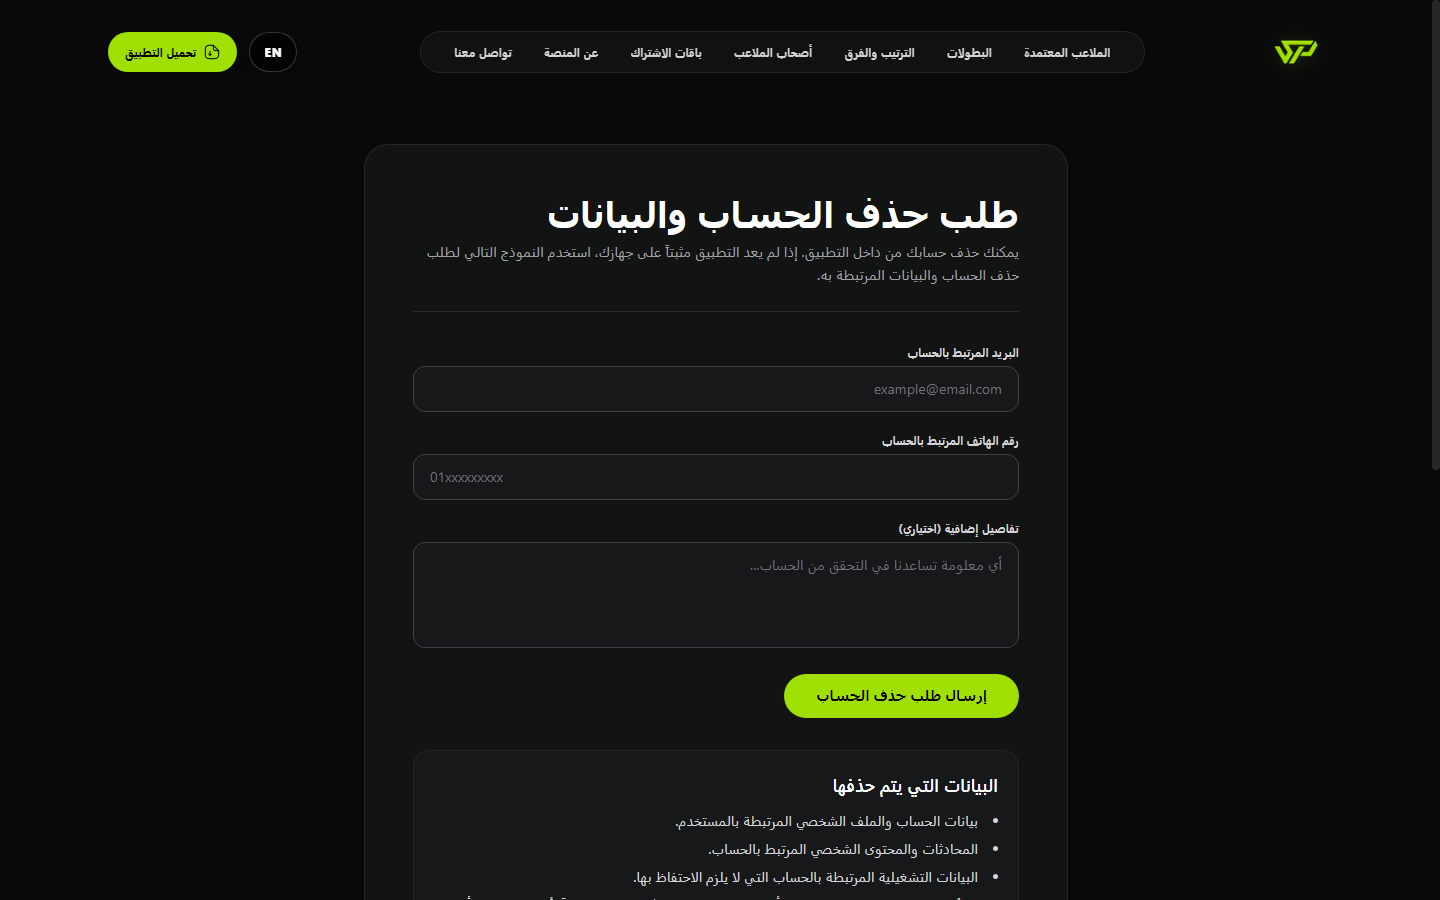 الملاعب المعتمدة
البطولات
الترتيب والفرق
أصحاب الملاعب
باقات الاشتراك
عن المنصة
تواصل معنا
EN
تحميل التطبيق
طلب حذف الحساب والبيانات
يمكنك حذف حسابك من داخل التطبيق. إذا لم يعد التطبيق مثبتاً على جهازك، استخدم النموذج التالي لطلب
حذف الحساب والبيانات المرتبطة به.
البريد المرتبط بالحساب
example@email.com
رقم الهاتف المرتبط بالحساب
01xxxxxxxxx
تفاصيل إضافية (اختياري)
أي معلومة تساعدنا في التحقق من الحساب...
إرسال طلب حذف الحساب
البيانات التي يتم حذفها
بيانات الحساب والملف الشخصي المرتبطة بالمستخدم.
المحادثات والمحتوى الشخصي المرتبط بالحساب.
البيانات التشغيلية المرتبطة بالحساب التي لا يلزم الاحتفاظ بها.